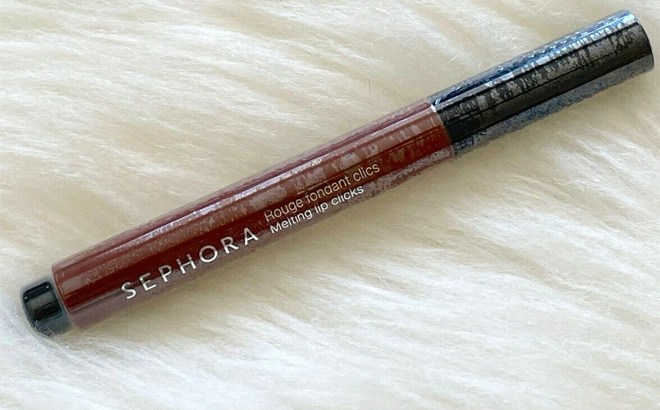 SEPHORA
Rouge fondant clics
Melting lip clicks